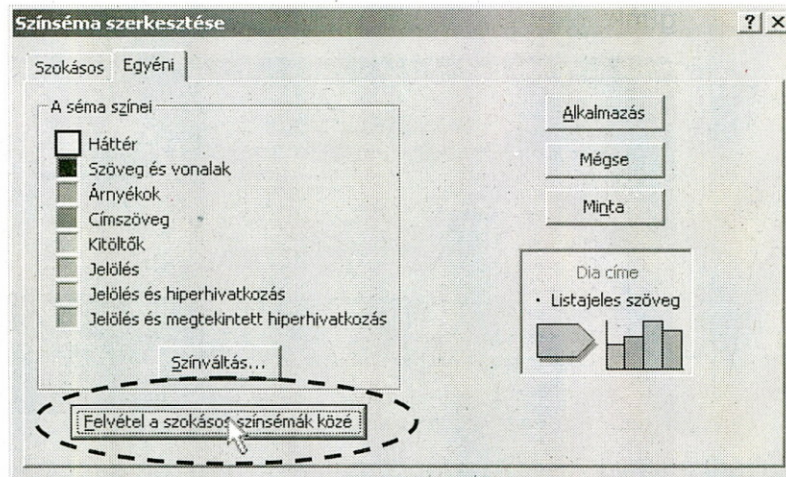 Színséma szerkesztése
? ×
Szokásos
Egyéni
A séma színei
Háttér
Szöveg és vonalak
Árnyékok
Címszöveg
Kitöltők
Jelölés
Jelölés és hiperhivatkozás
Jelölés és megtekintett hiperhivatkozás
Színváltás...
Felvétel a szokásos színsémák közé
Alkalmazás
Mégse
Minta
Dia címe
• Listajeles szöveg